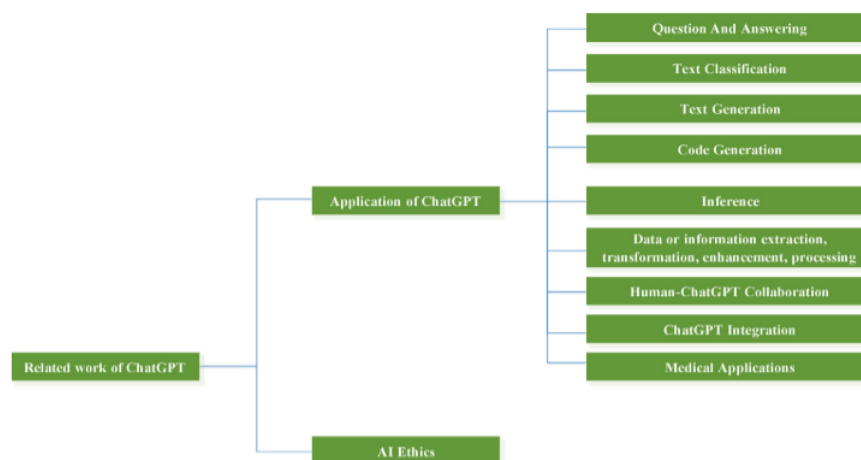 Question And Answering
Text Classification
Text Generation
Code Generation
Application of ChatGPT
Inference
Data or information extraction,
transformation, enhancement, processing
Human-ChatGPT Collaboration
ChatGPT Integration
Related work of ChatGPT
Medical Applications
AI Ethics